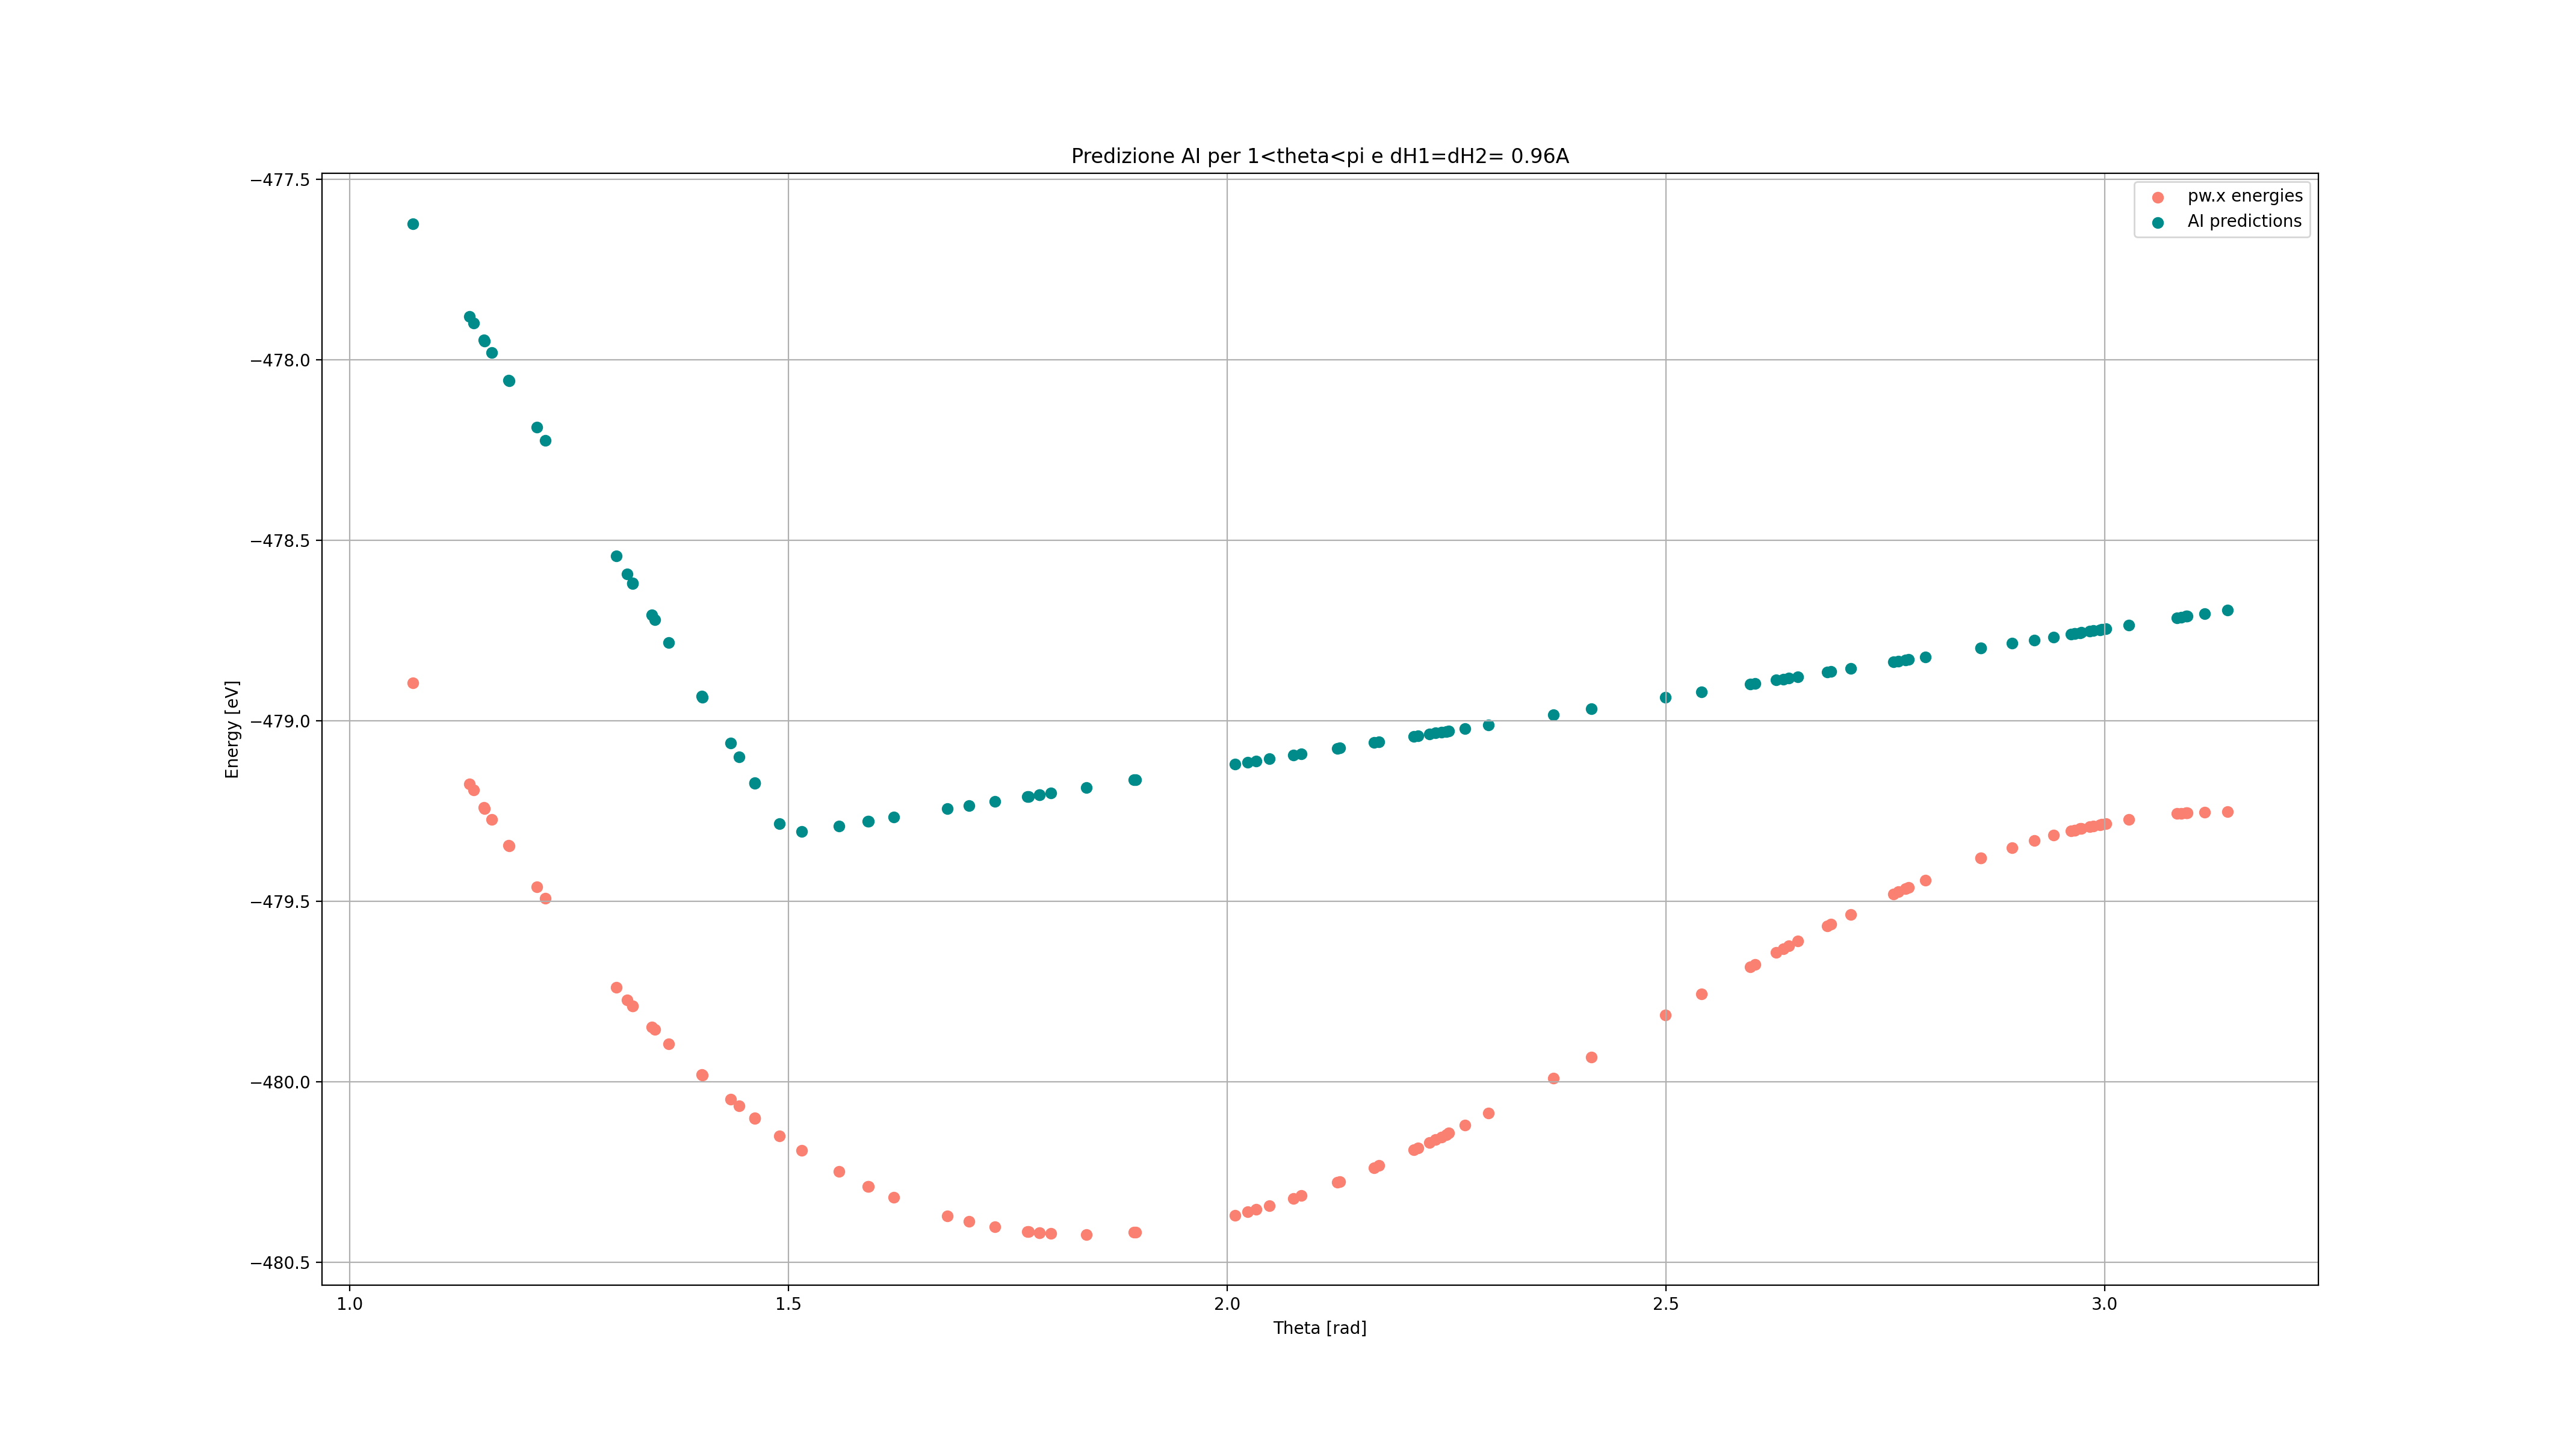 Predizione AI per 1<theta<pi e dH1=dH2= 0.96A
pw.x energies
AI predictions
−477.5
−478.0
−478.5
−479.0
−479.5
−480.0
−480.5
Energy [eV]
1.0 1.5 2.0 2.5 3.0
Theta [rad]